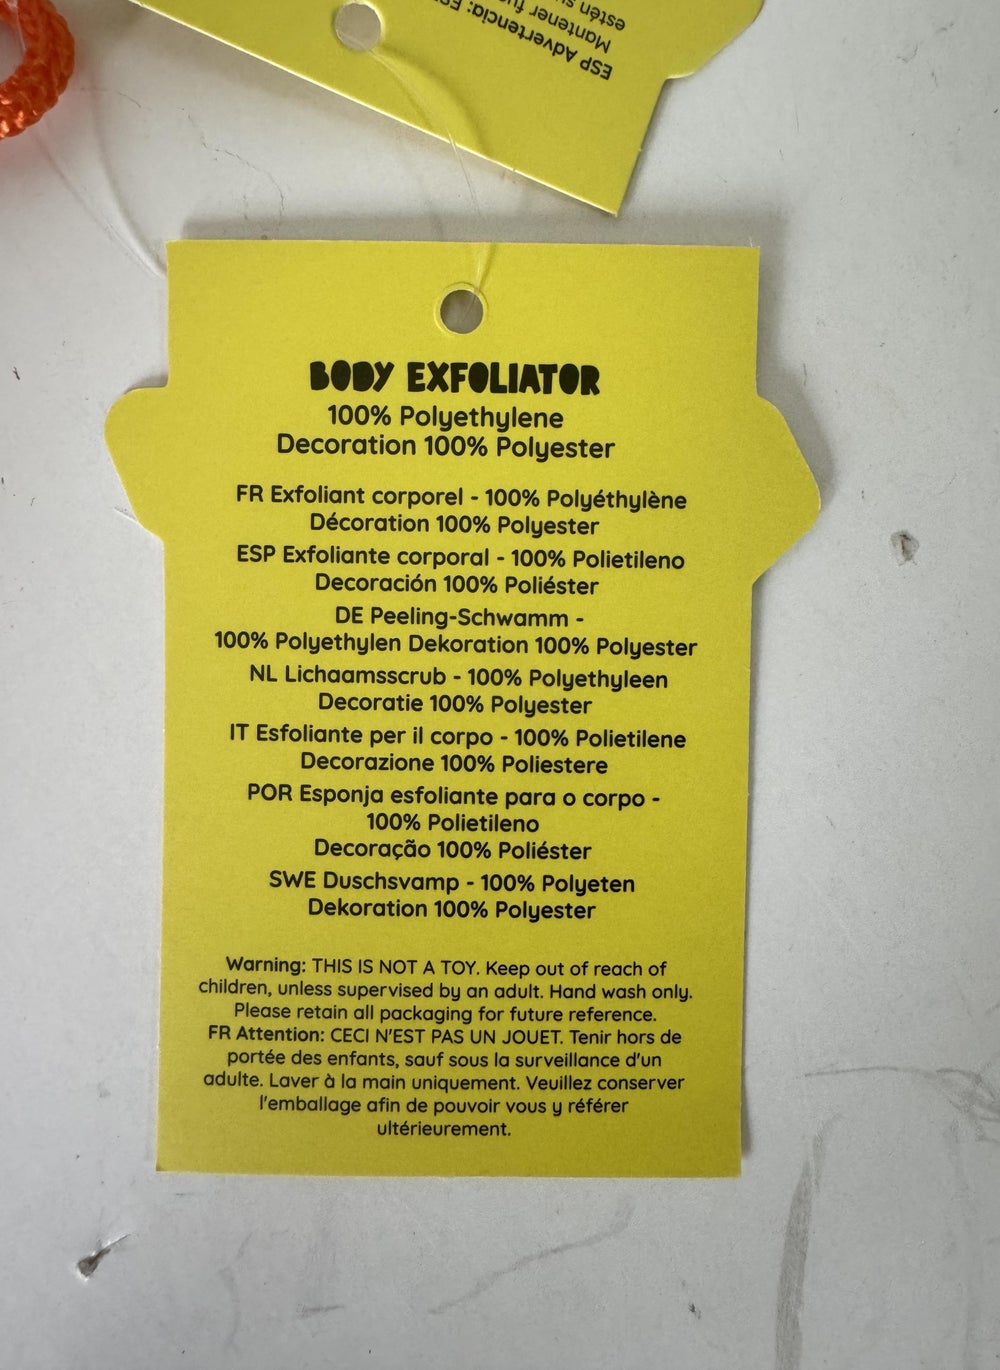 ESP Advertencia:
Mantener
estén
BODY EXFOLIATOR
100% Polyethylene
Decoration 100% Polyester
FR Exfoliant corporel - 100% Polyéthylène
Décoration 100% Polyester
ESP Exfoliante corporal - 100% Polietileno
Decoración 100% Poliéster
DE Peeling-Schwamm -
100% Polyethylen Dekoration 100% Polyester
NL Lichaamsscrub - 100% Polyethyleen
Decoratie 100% Polyester
IT Esfoliante per il corpo - 100% Polietilene
Decorazione 100% Poliestere
POR Esponja esfoliante para o corpo -
100% Polietileno
Decoração 100% Poliéster
SWE Duschsvamp - 100% Polyeten
Dekoration 100% Polyester
Warning: THIS IS NOT A TOY. Keep out of reach of
children, unless supervised by an adult. Hand wash only.
Please retain all packaging for future reference.
FR Attention: CECI N'EST PAS UN JOUET. Tenir hors de
portée des enfants, sauf sous la surveillance d'un
adulte. Laver à la main uniquement. Veuillez conserver
l'emballage afin de pouvoir vous y référer
ultérieurement.